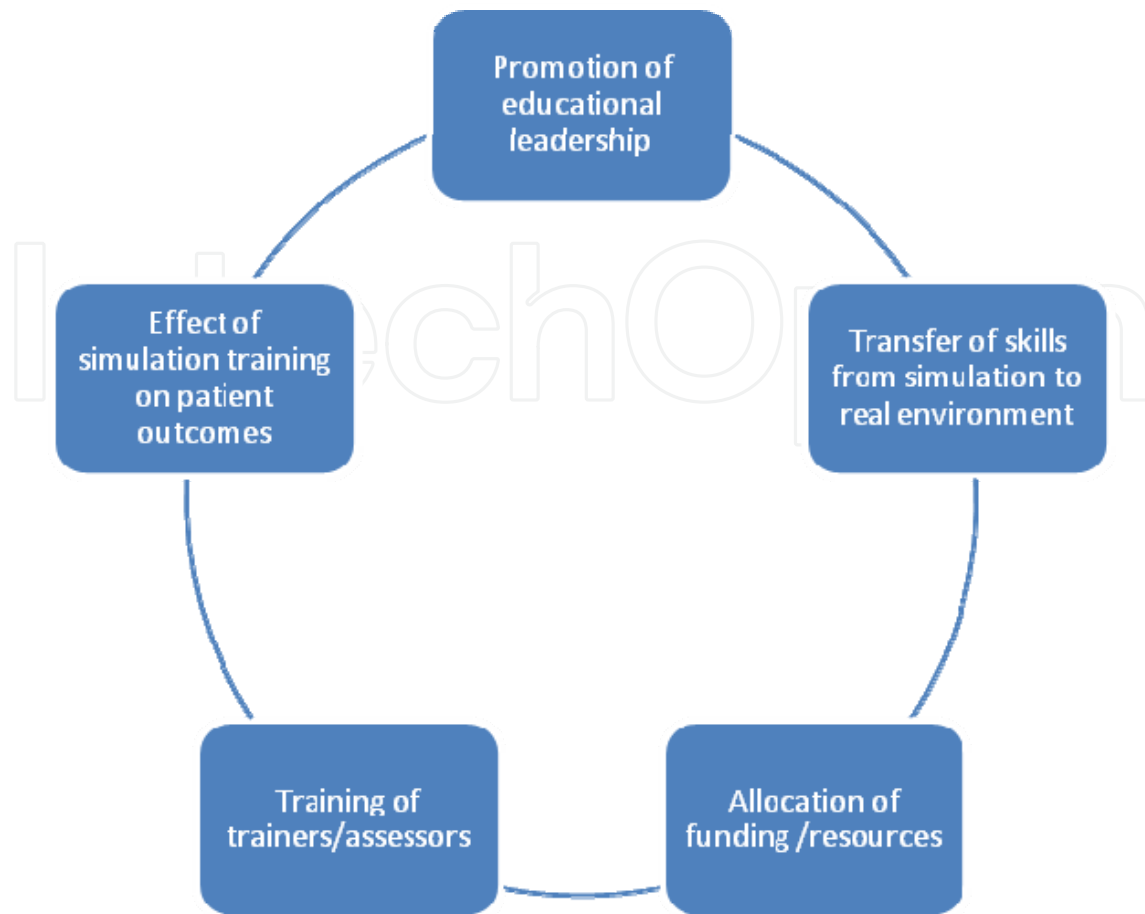 Promotion of
educational
leadership
Transfer of skills
from simulation to
real environment
Allocation of
funding /resources
Training of
trainers/assessors
Effect of
simulation training
on patient
outcomes